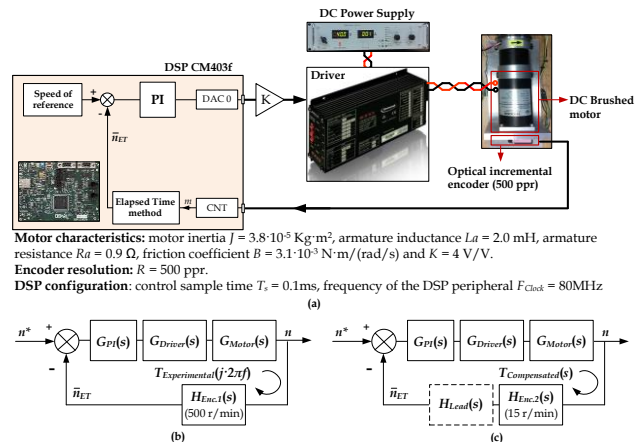 DC Power Supply
DSP CM403f
Driver
Speed of
reference
+
-
PI
DAC 0
K
n̅ET
Elapsed Time
method
m
CNT
DC Brushed
motor
Optical incremental
encoder (500 ppr)
Motor characteristics: motor inertia J = 3.8·10⁻⁵ Kg·m², armature inductance La = 2.0 mH, armature
resistance Ra = 0.9 Ω, friction coefficient B = 3.1·10⁻³ N·m/(rad/s) and K = 4 V/V.
Encoder resolution: R = 500 ppr.
DSP configuration: control sample time Ts = 0.1ms, frequency of the DSP peripheral FClock = 80MHz
(a)
n*
+
-
GPI(s)
GDriver(s)
GMotor(s)
n
TExperimental(j·2πf)
n̅ET
HEnc.1(s)
(500 r/min)
(b)
n*
+
-
GPI(s)
GDriver(s)
GMotor(s)
n
TCompensated(s)
n̅ET
HLead(s)
HEnc.2(s)
(15 r/min)
(c)